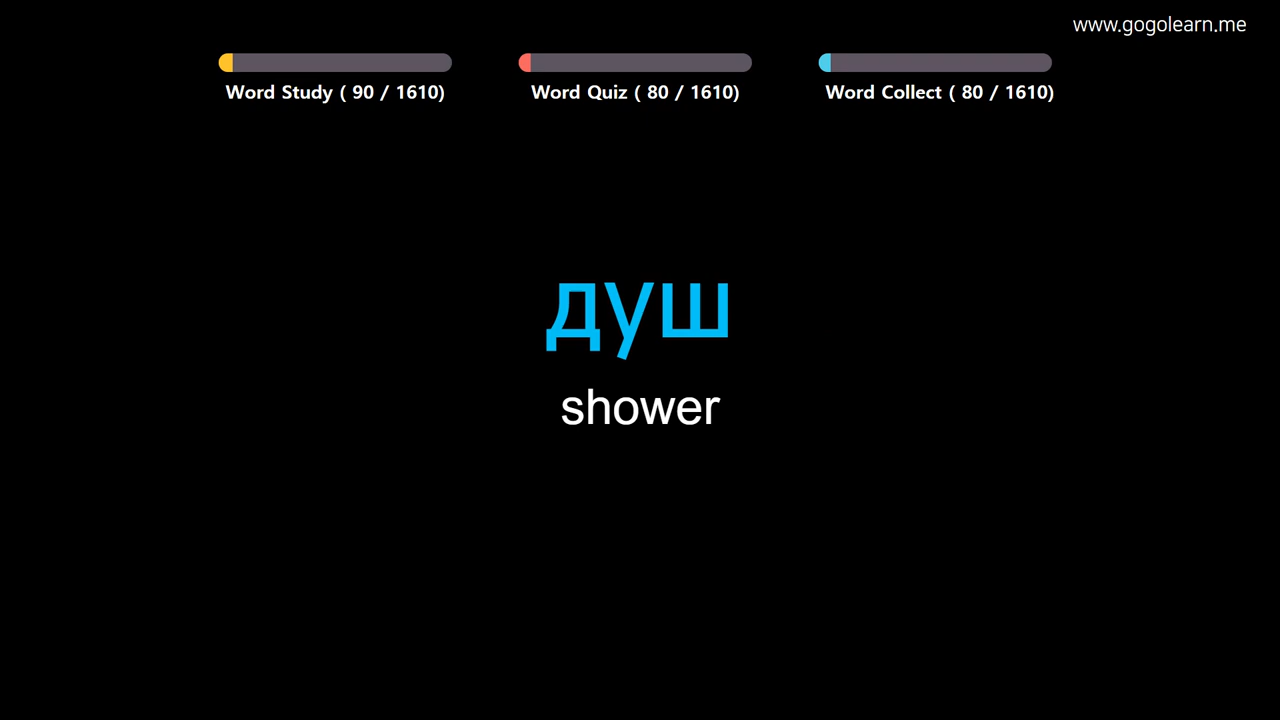 www.gogolearn.me
Word Study ( 90 / 1610)
Word Quiz ( 80 / 1610)
Word Collect ( 80 / 1610)
душ
shower